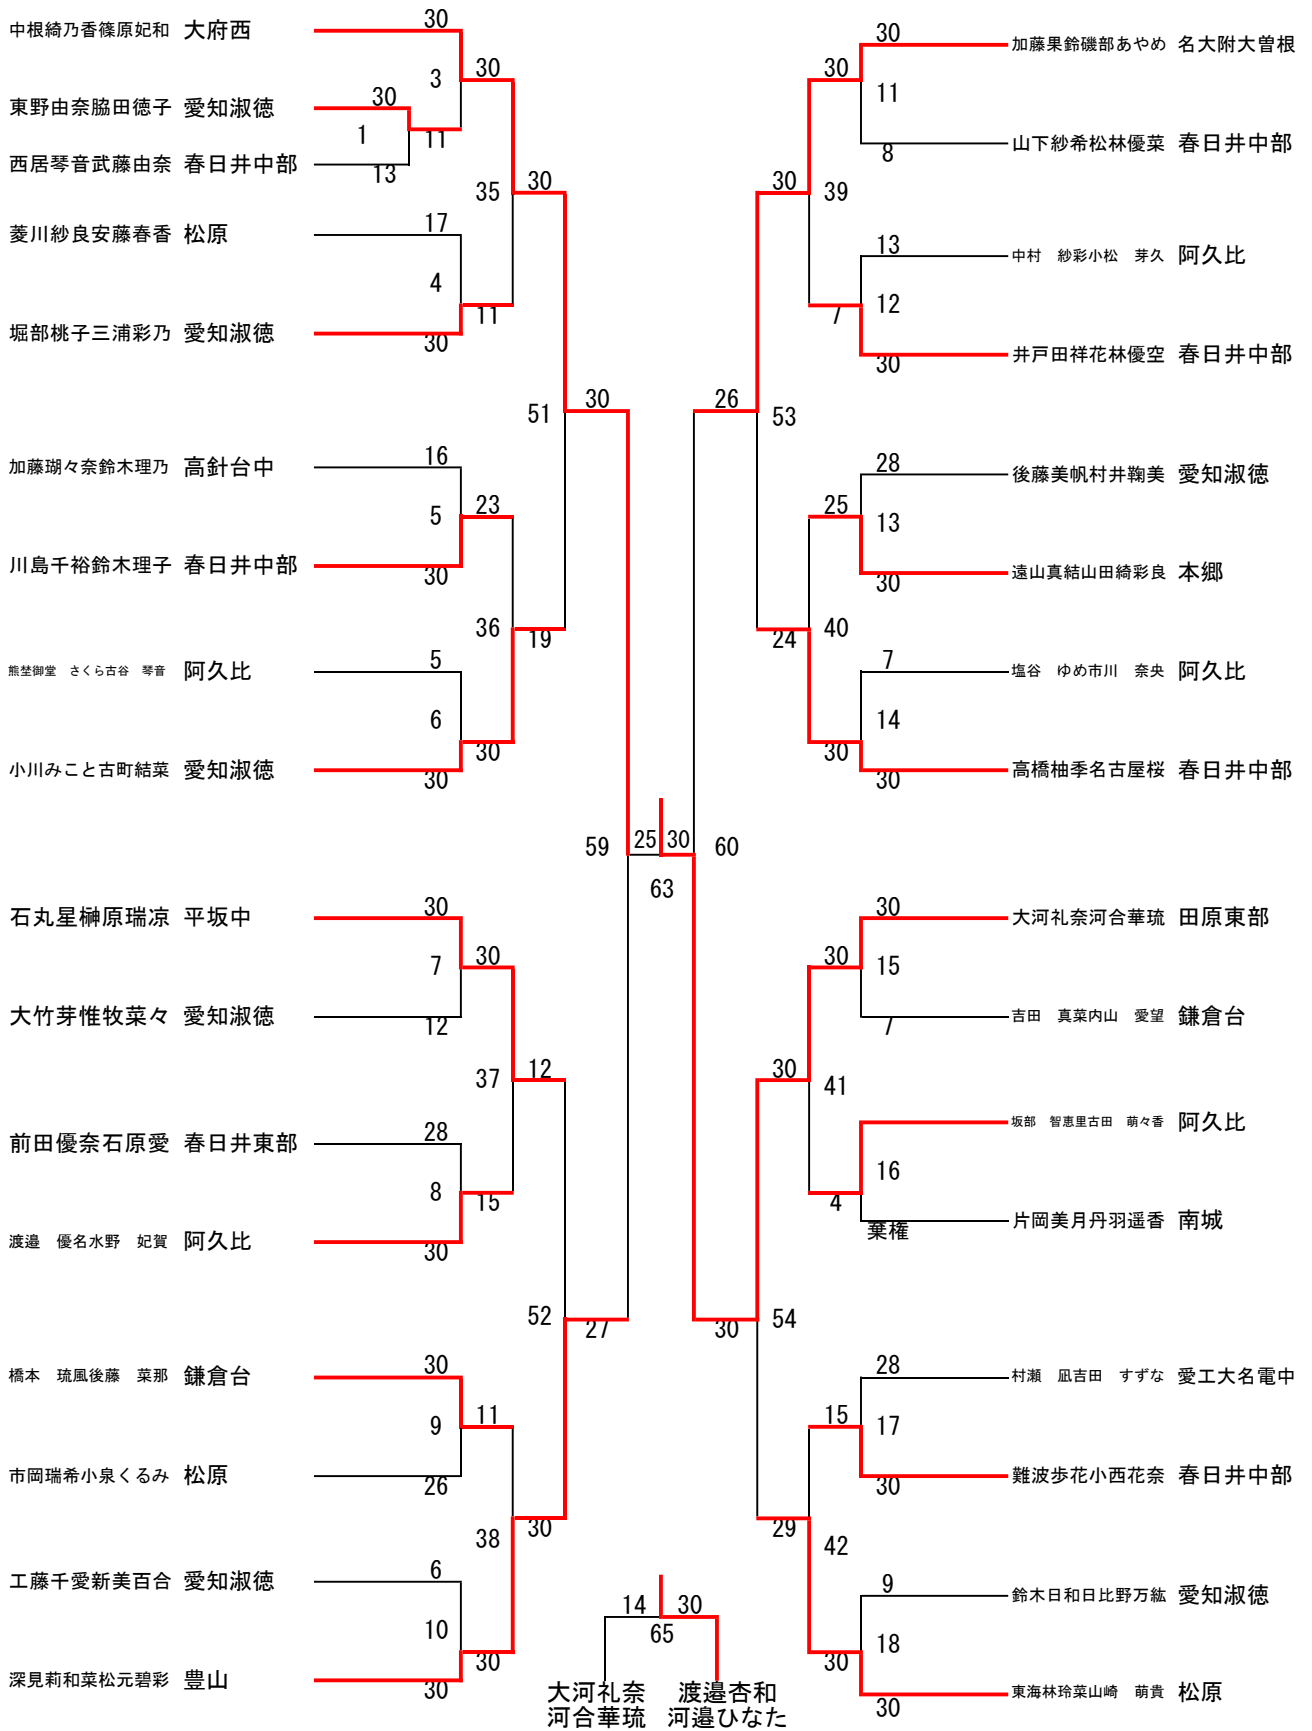 中根綺乃香篠原妃和 大府西
30
3
30
東野由奈脇田徳子 愛知淑徳
30
1
11
西居琴音武藤由奈 春日井中部
13
35
30
菱川紗良安藤春香 松原
17
4
11
堀部桃子三浦彩乃 愛知淑徳
30
51
30
加藤瑚々奈鈴木理乃 高針台中
16
5
23
川島千裕鈴木理子 春日井中部
30
36
19
熊埜御堂 さくら古谷 琴音 阿久比
5
6
30
小川みこと古町結菜 愛知淑徳
30
59
石丸星榊原瑞凉 平坂中
30
7
30
大竹芽惟牧菜々 愛知淑徳
12
37
12
前田優奈石原愛 春日井東部
28
8
15
渡邉 優名水野 妃賀 阿久比
30
52
27
橋本 琉風後藤 菜那 鎌倉台
30
9
11
市岡瑞希小泉くるみ 松原
26
38
30
工藤千愛新美百合 愛知淑徳
6
10
30
深見莉和菜松元碧彩 豊山
30
25 30
63
14 30
65
大河礼奈
河合華琉
渡邉杏和
河邉ひなた
30
加藤果鈴磯部あやめ 名大附大曽根
30
11
8
山下紗希松林優菜 春日井中部
30
39
13
中村 紗彩小松 芽久 阿久比
12
7
30
井戸田祥花林優空 春日井中部
26
53
28
後藤美帆村井鞠美 愛知淑徳
25
13
30
遠山真結山田綺彩良 本郷
24
40
7
塩谷 ゆめ市川 奈央 阿久比
14
30
30
高橋柚季名古屋桜 春日井中部
60
30
大河礼奈河合華琉 田原東部
30
15
7
吉田 真菜内山 愛望 鎌倉台
30
41
坂部 智恵里古田 萌々香 阿久比
16
4
棄権
片岡美月丹羽遥香 南城
30
54
28
村瀬 凪吉田 すずな 愛工大名電中
15
17
30
難波歩花小西花奈 春日井中部
29
42
9
鈴木日和日比野万紘 愛知淑徳
18
30
30
東海林玲菜山崎 萌貴 松原